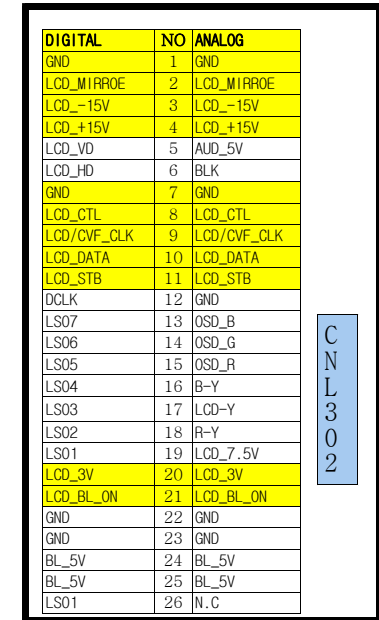 DIGITAL NO ANALOG
GND 1 GND
LCD_MIRROE 2 LCD_MIRROE
LCD_-15V 3 LCD_-15V
LCD_+15V 4 LCD_+15V
LCD_VD 5 AUD_5V
LCD_HD 6 BLK
GND 7 GND
LCD_CTL 8 LCD_CTL
LCD/CVF_CLK 9 LCD/CVF_CLK
LCD_DATA 10 LCD_DATA
LCD_STB 11 LCD_STB
DCLK 12 GND
LS07 13 OSD_B
LS06 14 OSD_G
LS05 15 OSD_R
LS04 16 B-Y
LS03 17 LCD-Y
LS02 18 R-Y
LS01 19 LCD_7.5V
LCD_3V 20 LCD_3V
LCD_BL_ON 21 LCD_BL_ON
GND 22 GND
GND 23 GND
BL_5V 24 BL_5V
BL_5V 25 BL_5V
LS01 26 N.C
CNL302